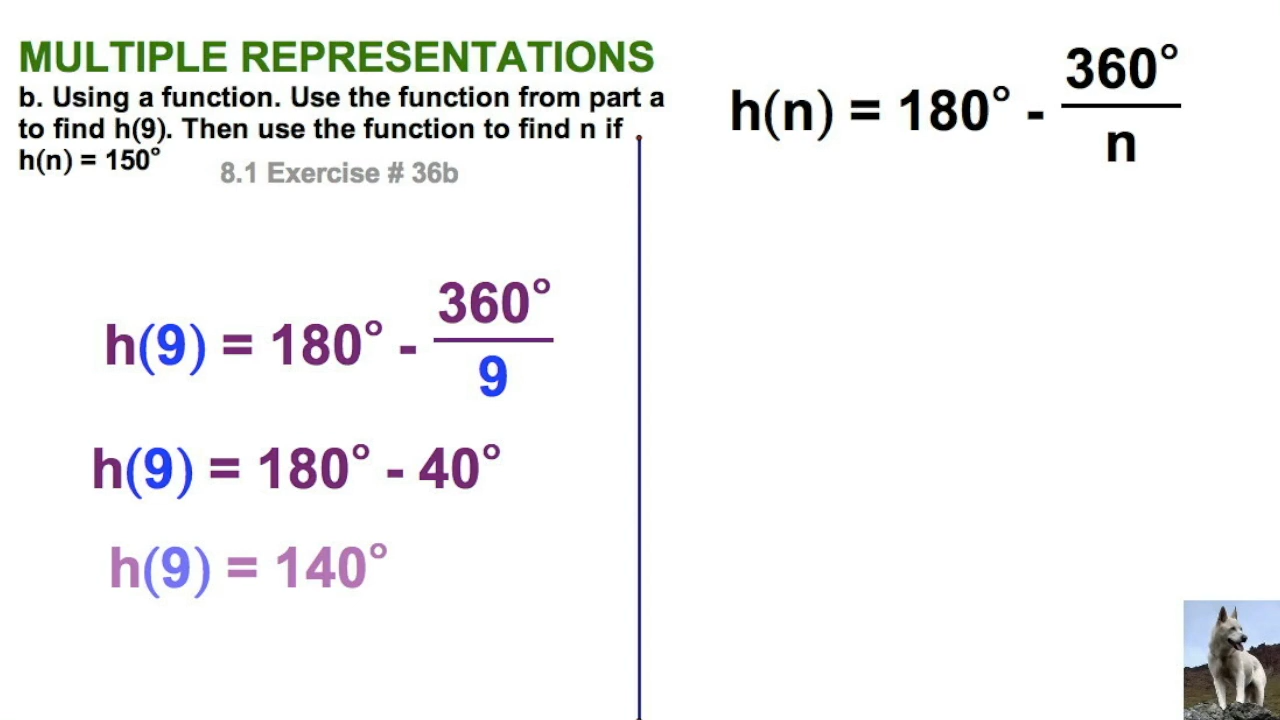 MULTIPLE REPRESENTATIONS
b. Using a function. Use the function from part a
to find h(9). Then use the function to find n if
h(n) = 150°
8.1 Exercise # 36b
h(n) = 180° - 360°/n
h(9) = 180° - 360°/9
h(9) = 180° - 40°
h(9) = 140°